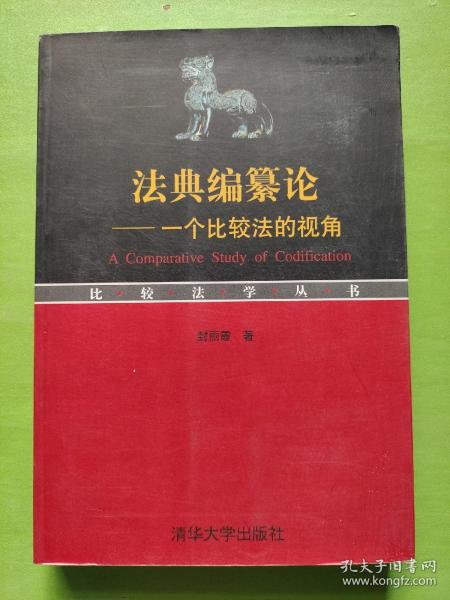 法典编纂论
——一个比较法的视角
A Comparative Study of Codification
比·较·法·学·丛·书
封丽霞 著
清华大学出版社
孔夫子旧书网
www.kongfz.com